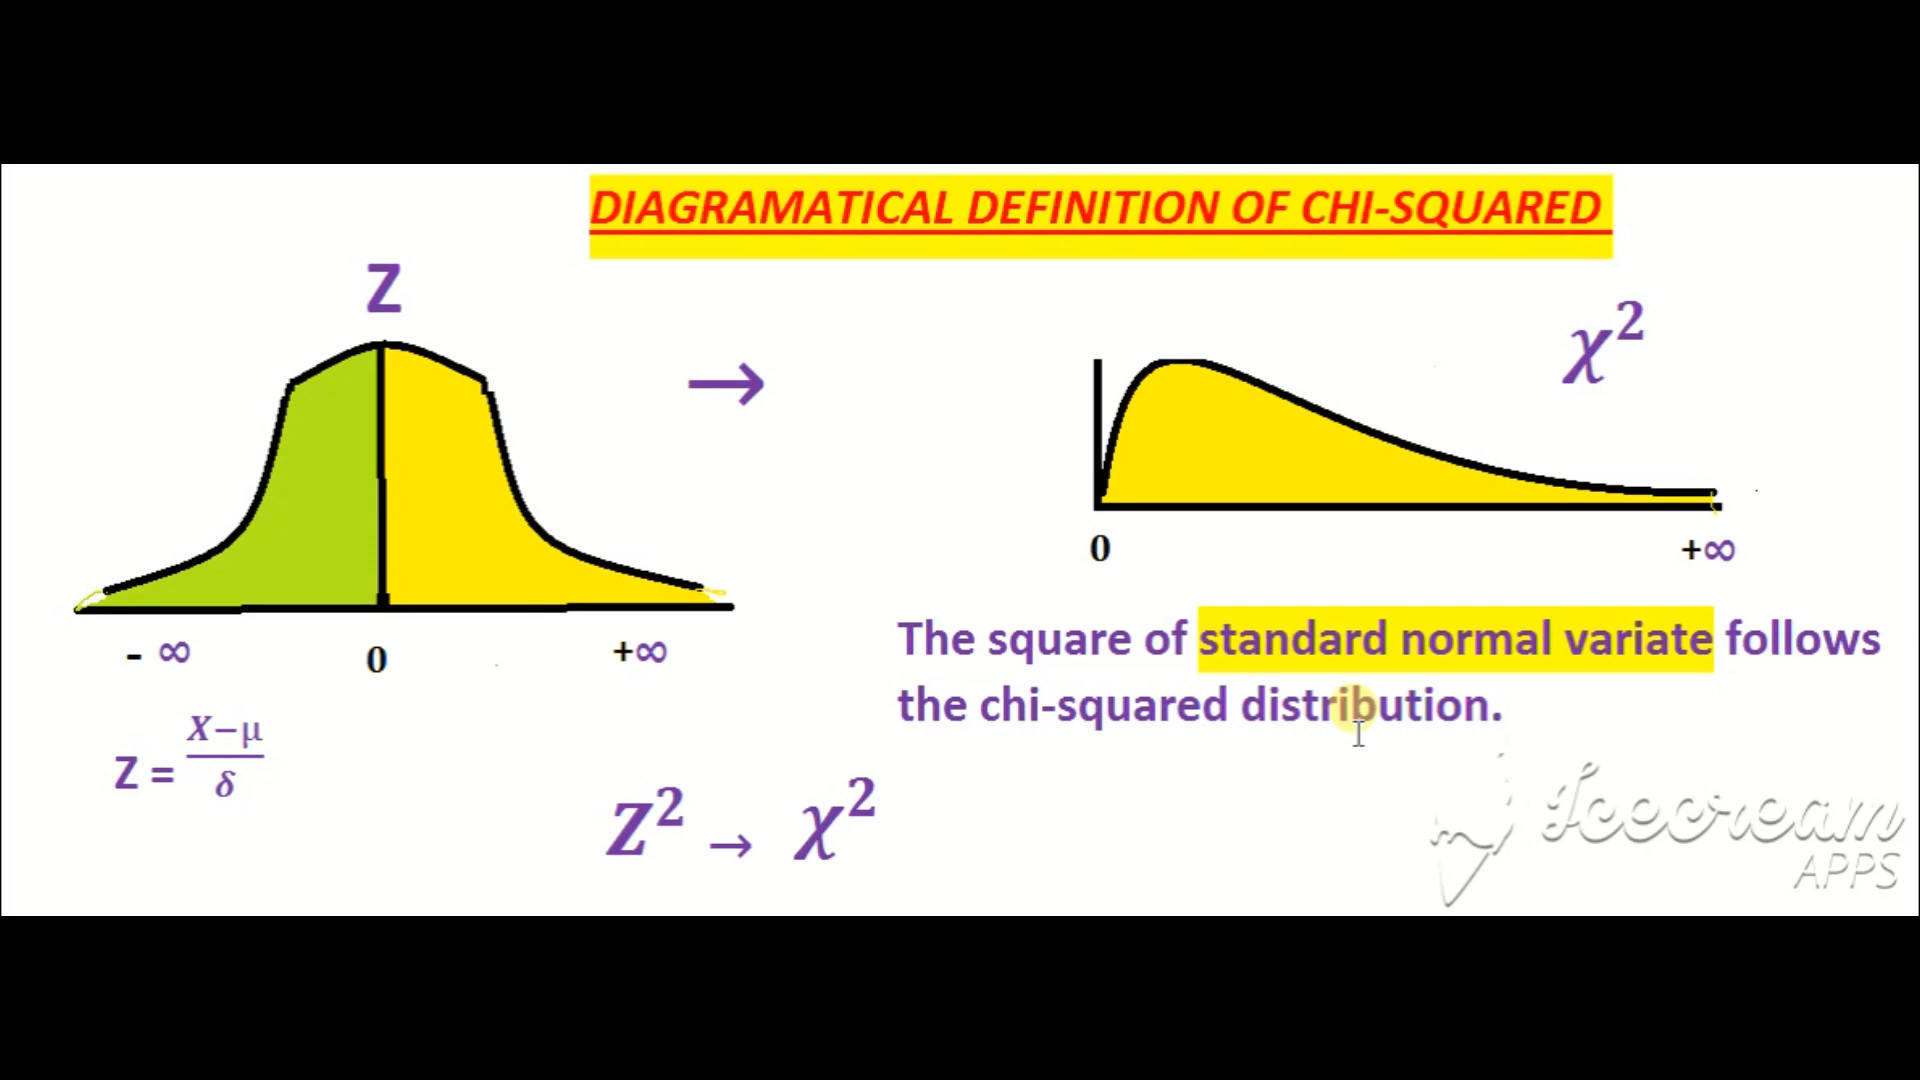 DIAGRAMATICAL DEFINITION OF CHI-SQUARED
Z
→
χ²
- ∞
0
+∞
0
+∞
The square of standard normal variate follows
the chi-squared distribution.
Z = X−μ / δ
Z² → χ²
Icecream
APPS